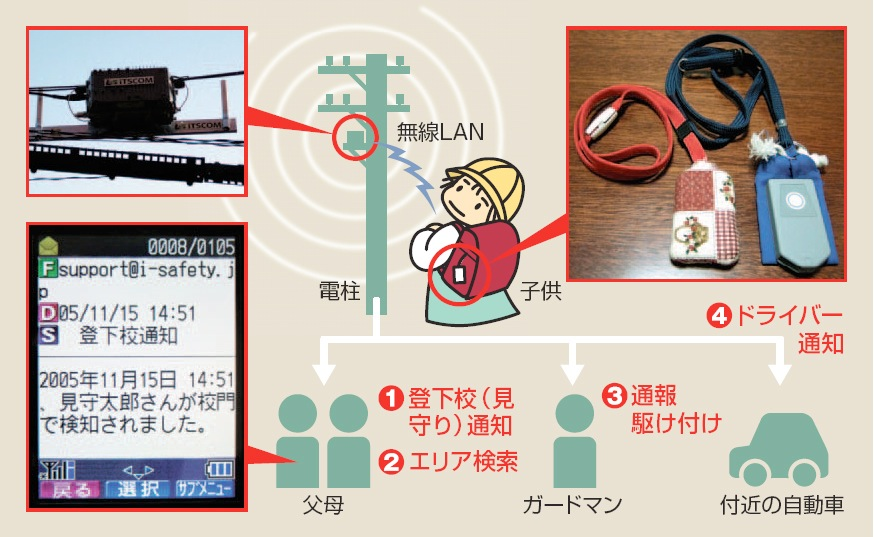 iTSCOM
iTSCOM
無線LAN
電柱
子供
0008/0105
F support@i-safety.j
p
D 05/11/15 14:51
S 登下校通知
2005年11月15日 14:51
、見守太郎さんが校門
で検知されました。
戻る 選択 サブメニュー
❶登下校（見
守り）通知
❷エリア検索
父母
❸通報
駆け付け
ガードマン
❹ドライバー
通知
付近の自動車